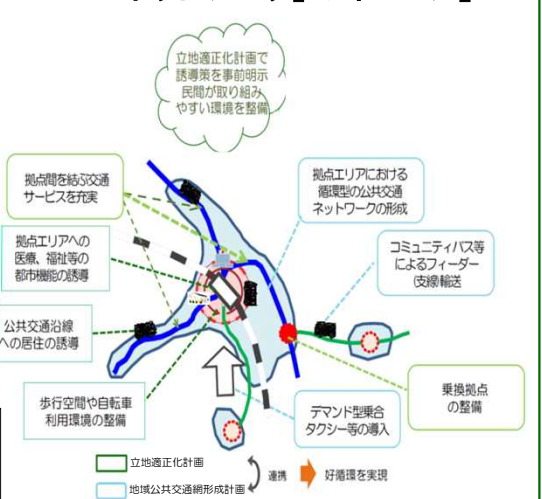 立地適正化計画で
誘導策を事前明示
民間が取り組み
やすい環境を整備
拠点間を結ぶ交通
サービスを充実
拠点エリアにおける
循環型の公共交通
ネットワークの形成
拠点エリアへの
医療、福祉等の
都市機能の誘導
コミュニティバス等
によるフィーダー
(支線)輸送
公共交通沿線
への居住の誘導
歩行空間や自転車
利用環境の整備
デマンド型乗合
タクシー等の導入
乗換拠点
の整備
立地適正化計画
地域公共交通網形成計画
連携
好循環を実現